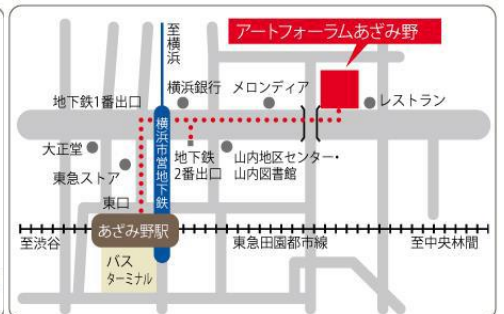 至横浜
アートフォーラムあざみ野
横浜銀行
メロンディア
レストラン
地下鉄1番出口
横浜市営地下鉄
大正堂
地下鉄
2番出口
山内地区センター・
山内図書館
東急ストア
東口
あざみ野駅
至渋谷
東急田園都市線
至中央林間
バス
ターミナル